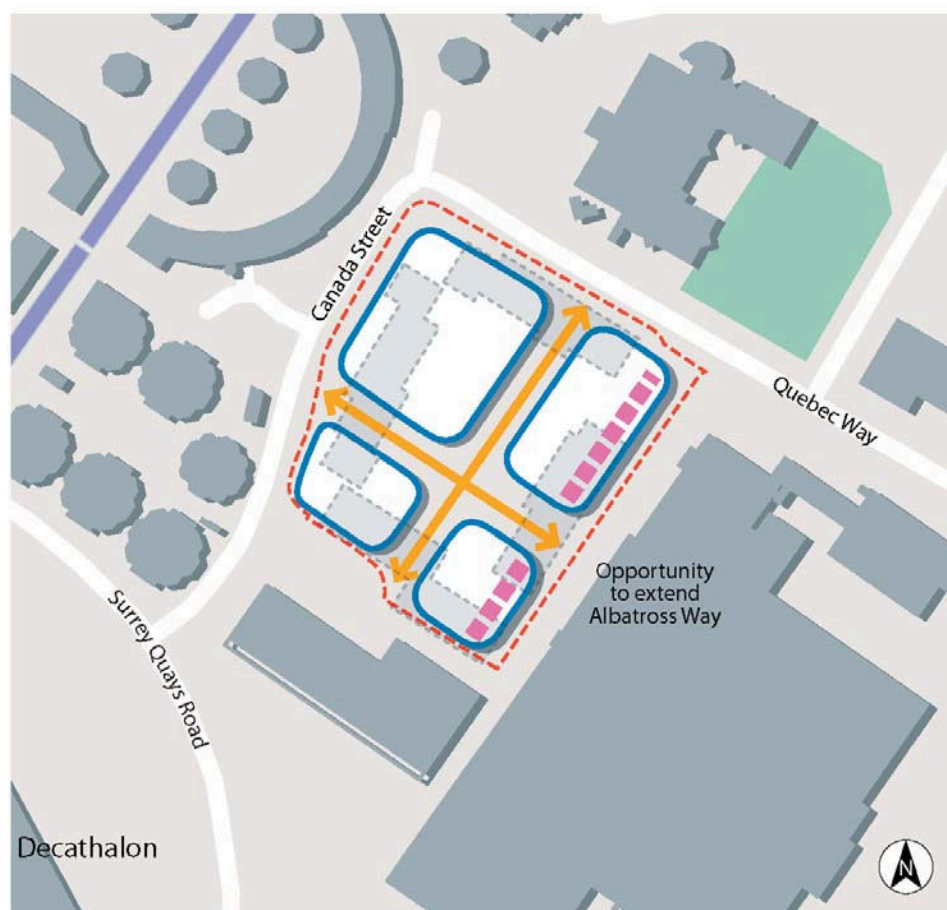 Canada Street
Quebec Way
Opportunity
to extend
Albatross Way
Surrey Quays Road
Decathalon
N